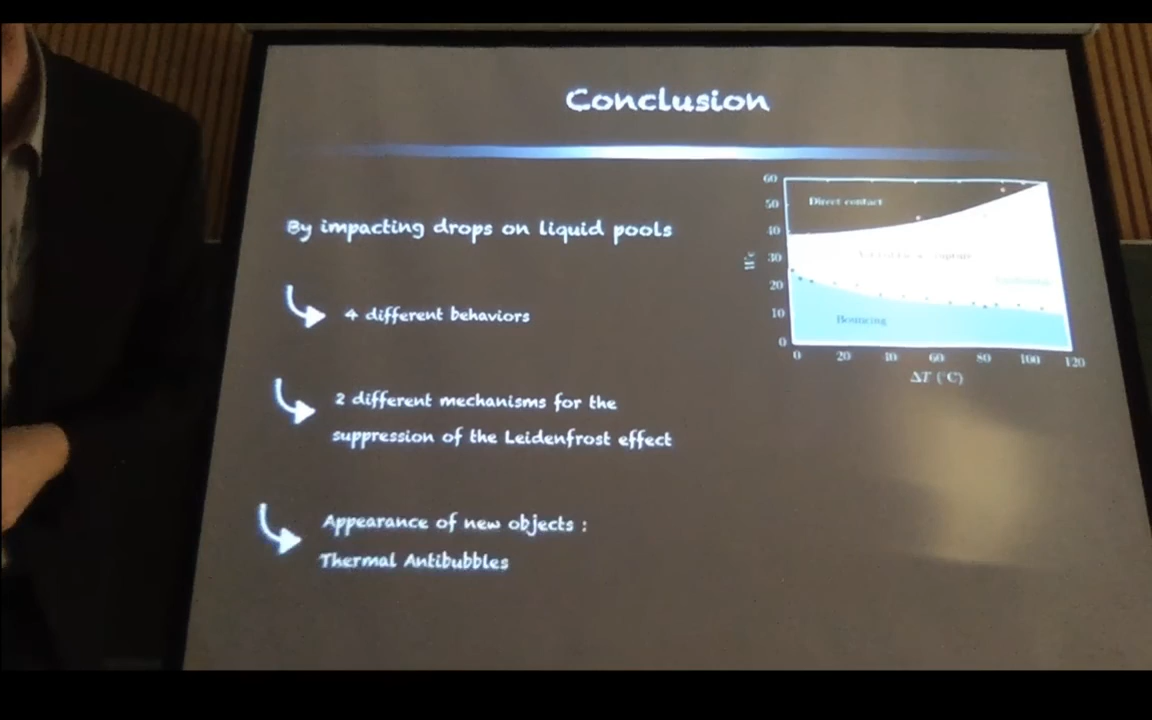 Conclusion
By impacting drops on liquid pools
4 different behaviors
2 different mechanisms for the
suppression of the Leidenfrost effect
Appearance of new objects :
Thermal Antibubbles
60
50
40
30
20
10
0
Direct contact
Bouncing
0 20 40 60 80 100 120
ΔT (°C)